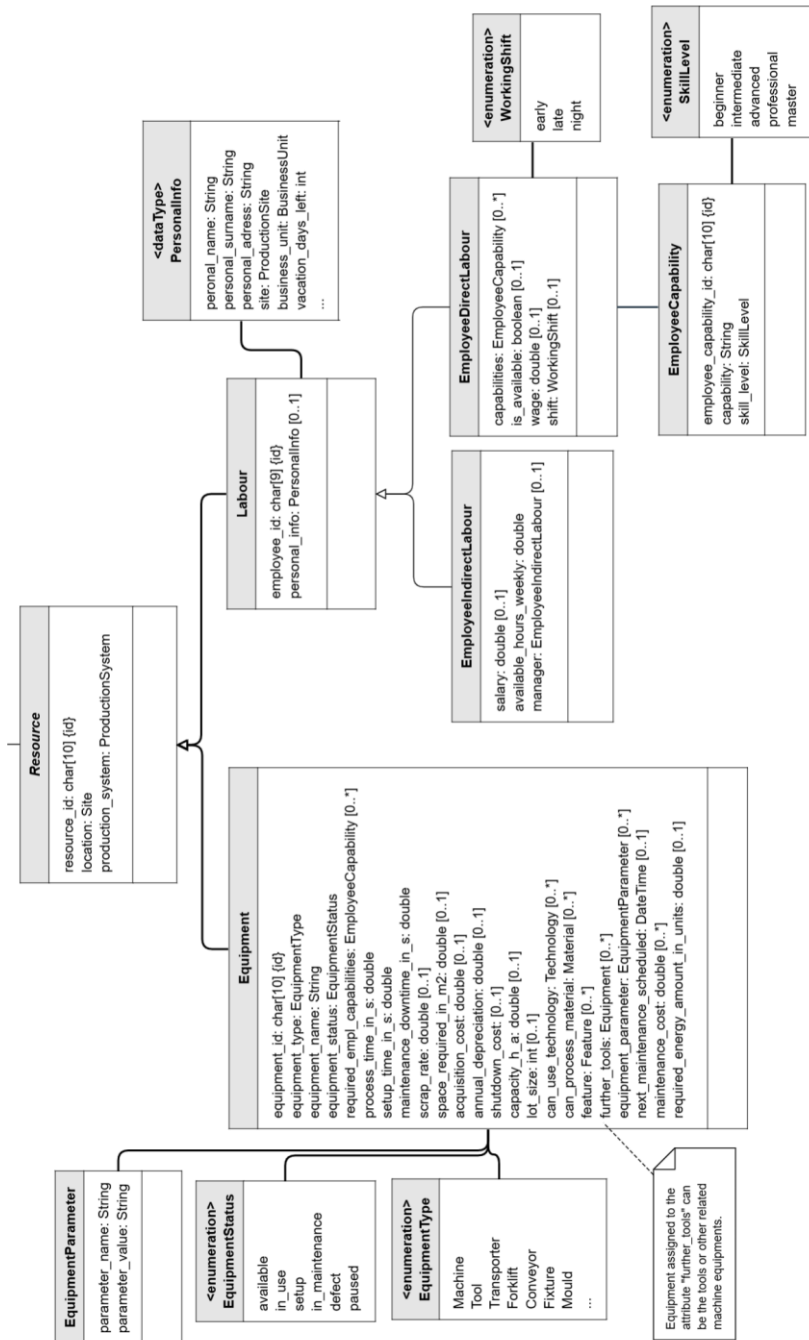 Resource
resource_id: char[10] {id}
location: Site
production_system: ProductionSystem
Equipment
equipment_id: char[10] {id}
equipment_type: EquipmentType
equipment_name: String
equipment_status: EquipmentStatus
required_empl_capabilities: EmployeeCapability [0..*]
process_time_in_s: double
setup_time_in_s: double
maintenance_downtime_in_s: double
scrap_rate: double [0..1]
space_required_in_m2: double [0..1]
acquisition_cost: double [0..1]
annual_depreciation: double [0..1]
shutdown_cost: [0..1]
capacity_h_a: double [0..1]
lot_size: int [0..1]
can_use_technology: Technology [0..*]
can_process_material: Material [0..*]
feature: Feature [0..*]
further_tools: Equipment [0..*]
equipment_parameter: EquipmentParameter [0..*]
next_maintenance_scheduled: DateTime [0..1]
maintenance_cost: double [0..*]
required_energy_amount_in_units: double [0..1]
EquipmentParameter
parameter_name: String
parameter_value: String
<enumeration>
EquipmentStatus
available
in_use
setup
in_maintenance
defect
paused
<enumeration>
EquipmentType
Machine
Tool
Transporter
Forklift
Conveyor
Fixture
Mould
...
Equipment assigned to the
attribute "further_tools" can
be the tools or other related
machine equipments.
Labour
employee_id: char[9] {id}
personal_info: PersonalInfo [0..1]
<dataType>
PersonalInfo
peronal_name: String
personal_surname: String
personal_adress: String
site: ProductionSite
business_unit: BusinessUnit
vacation_days_left: int
...
EmployeeIndirectLabour
salary: double [0..1]
available_hours_weekly: double
manager: EmployeeIndirectLabour [0..1]
EmployeeDirectLabour
capabilities: EmployeeCapability [0..*]
is_available: boolean [0..1]
wage: double [0..1]
shift: WorkingShift [0..1]
<enumeration>
WorkingShift
early
late
night
EmployeeCapability
employee_capability_id: char[10] {id}
capability: String
skill_level: SkillLevel
<enumeration>
SkillLevel
beginner
intermediate
advanced
professional
master